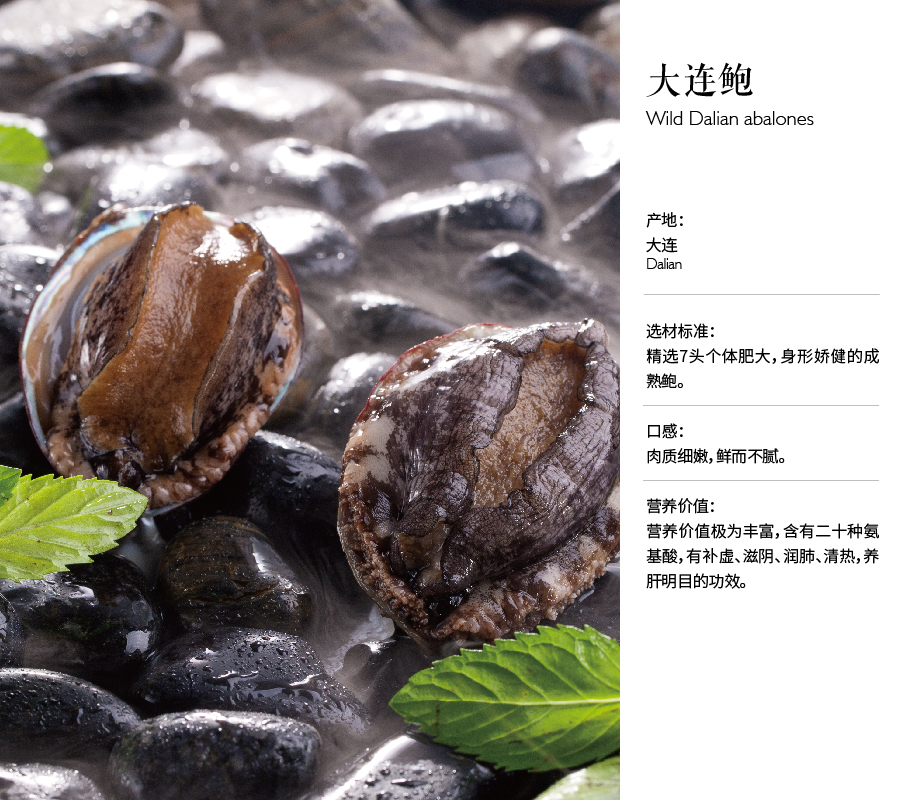 大连鲍
Wild Dalian abalones
产地：
大连
Dalian
选材标准：
精选7头个体肥大，身形娇健的成
熟鲍。
口感：
肉质细嫩，鲜而不腻。
营养价值：
营养价值极为丰富，含有二十种氨
基酸，有补虚、滋阴、润肺、清热，养
肝明目的功效。